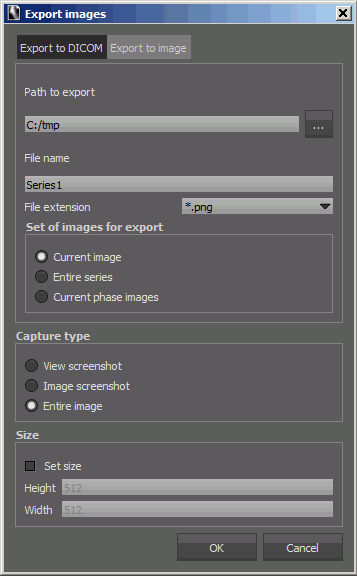 Export images
Export to DICOM Export to image
Path to export
C:/tmp
...
File name
Series1
File extension *.png
Set of images for export
Current image
Entire series
Current phase images
Capture type
View screenshot
Image screenshot
Entire image
Size
Set size
Height 512
Width 512
OK Cancel